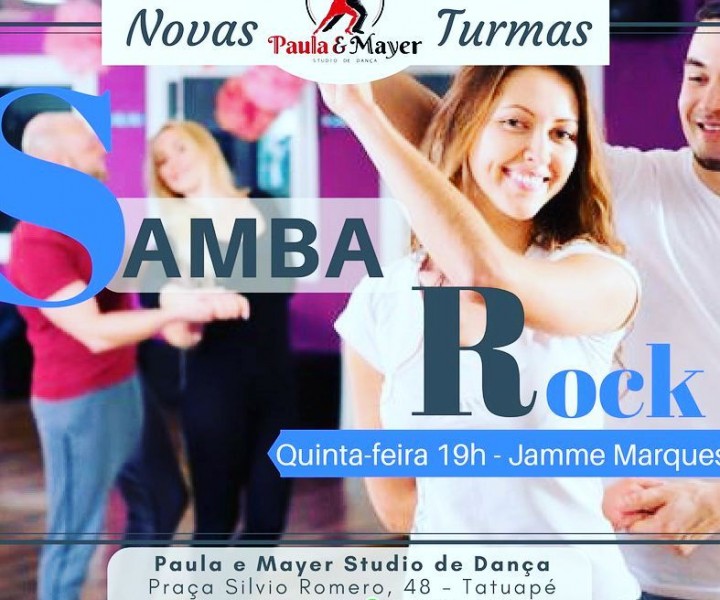 Novas Turmas
Paula & Mayer
STUDIO DE DANÇA
SAMBA
Rock
Quinta-feira 19h - Jamme Marques
Paula e Mayer Studio de Dança
Praça Silvio Romero, 48 - Tatuapé